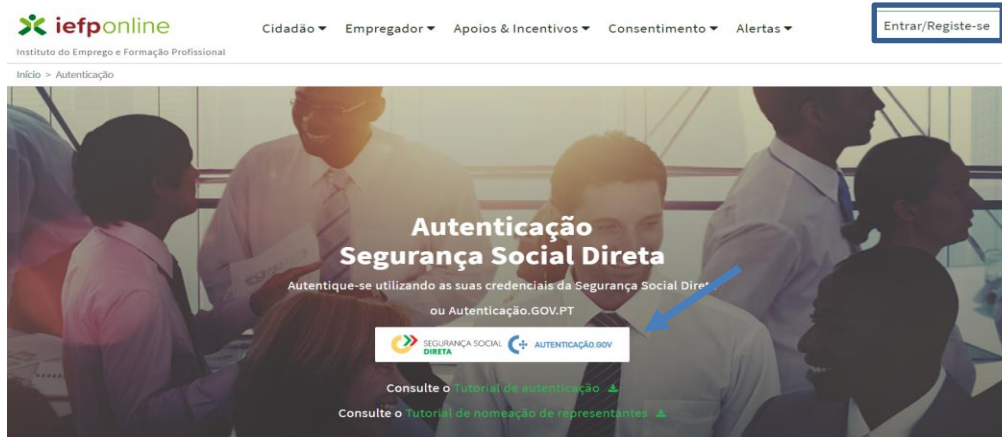 iefponline
Cidadão Empregador Apoios & Incentivos Consentimento Alertas Entrar/Registe-se
Instituto do Emprego e Formação Profissional
Início > Autenticação
Autenticação
Segurança Social Direta
Autentique-se utilizando as suas credenciais da Segurança Social Direta
ou Autenticação.GOV.PT
SEGURANÇA SOCIAL DIRETA AUTENTICAÇÃO.GOV
Consulte o Tutorial de autenticação
Consulte o Tutorial de nomeação de representantes